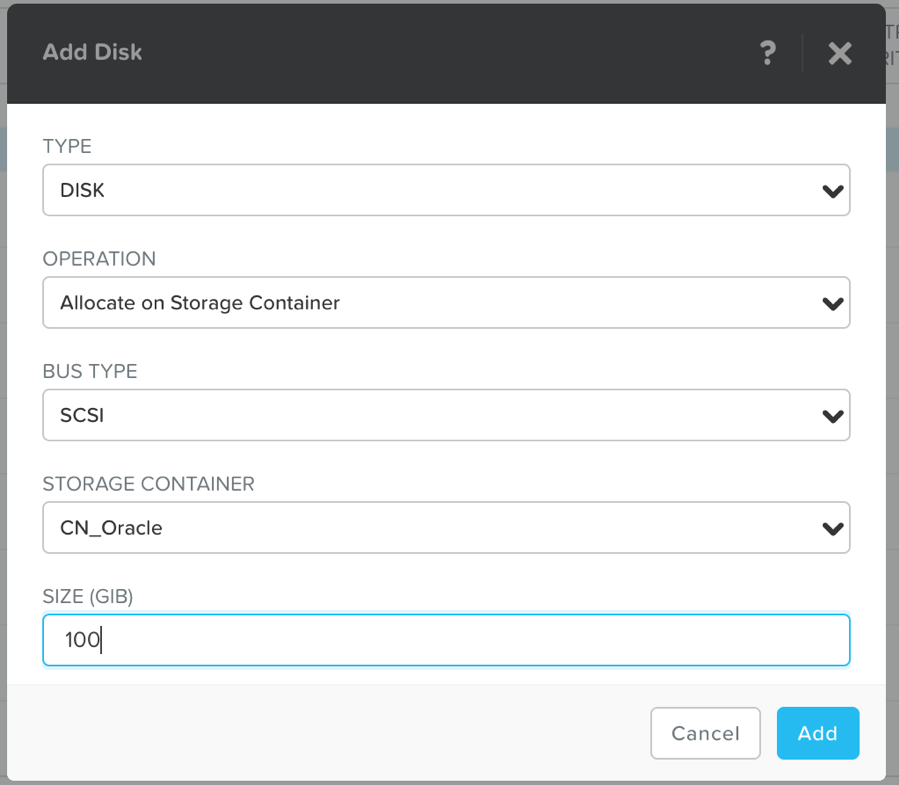 Add Disk
?
TYPE
DISK
OPERATION
Allocate on Storage Container
BUS TYPE
SCSI
STORAGE CONTAINER
CN_Oracle
SIZE (GIB)
100
Cancel
Add